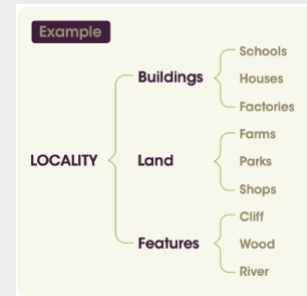 Example
LOCALITY
Buildings
Schools
Houses
Factories
Land
Farms
Parks
Shops
Features
Cliff
Wood
River